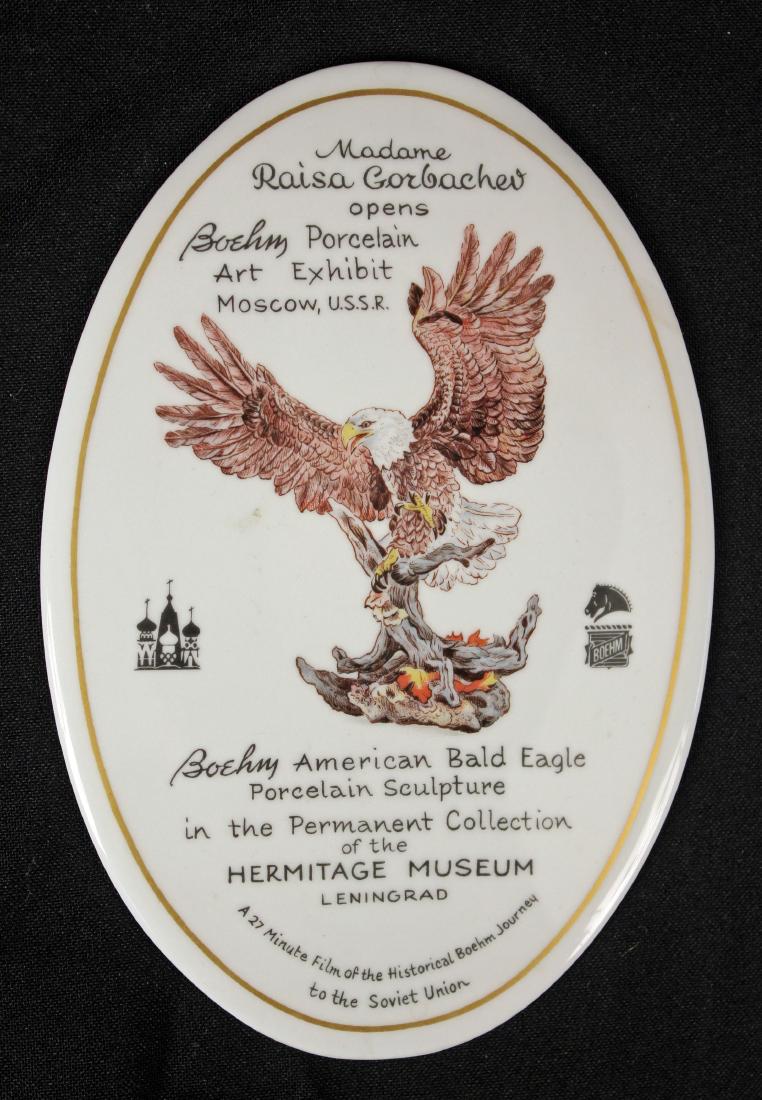 Madame
Raisa Gorbachev
opens
Boehm Porcelain
Art Exhibit
Moscow, U.S.S.R.
BOEHM
Boehm American Bald Eagle
Porcelain Sculpture
in the Permanent Collection
of the
HERMITAGE MUSEUM
LENINGRAD
A 27 Minute Film of the Historical Boehm Journey
to the Soviet Union